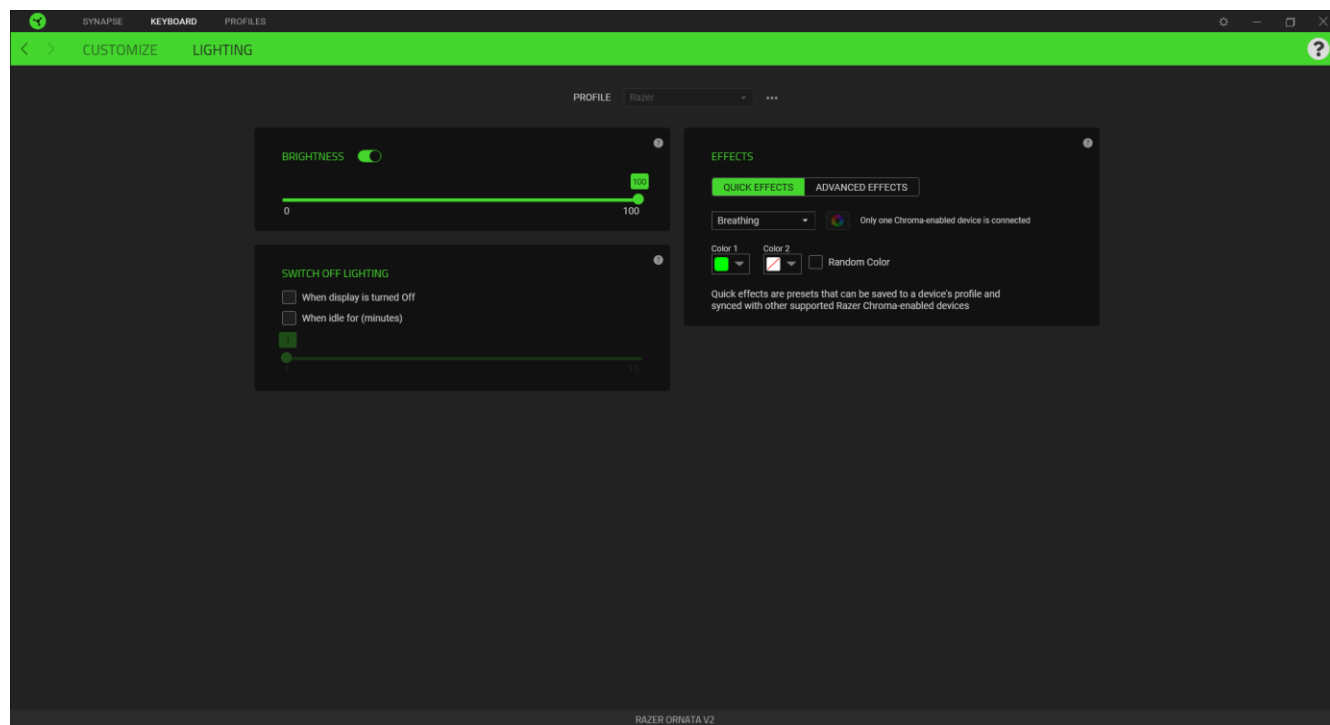 SYNAPSE KEYBOARD PROFILES
CUSTOMIZE LIGHTING
?
PROFILE Razer
BRIGHTNESS
?
100
0 100
SWITCH OFF LIGHTING
?
When display is turned Off
When idle for (minutes)
1
1 15
EFFECTS
?
QUICK EFFECTS ADVANCED EFFECTS
Breathing Only one Chroma-enabled device is connected
Color 1 Color 2
Random Color
Quick effects are presets that can be saved to a device's profile and
synced with other supported Razer Chroma-enabled devices
RAZER ORNATA V2